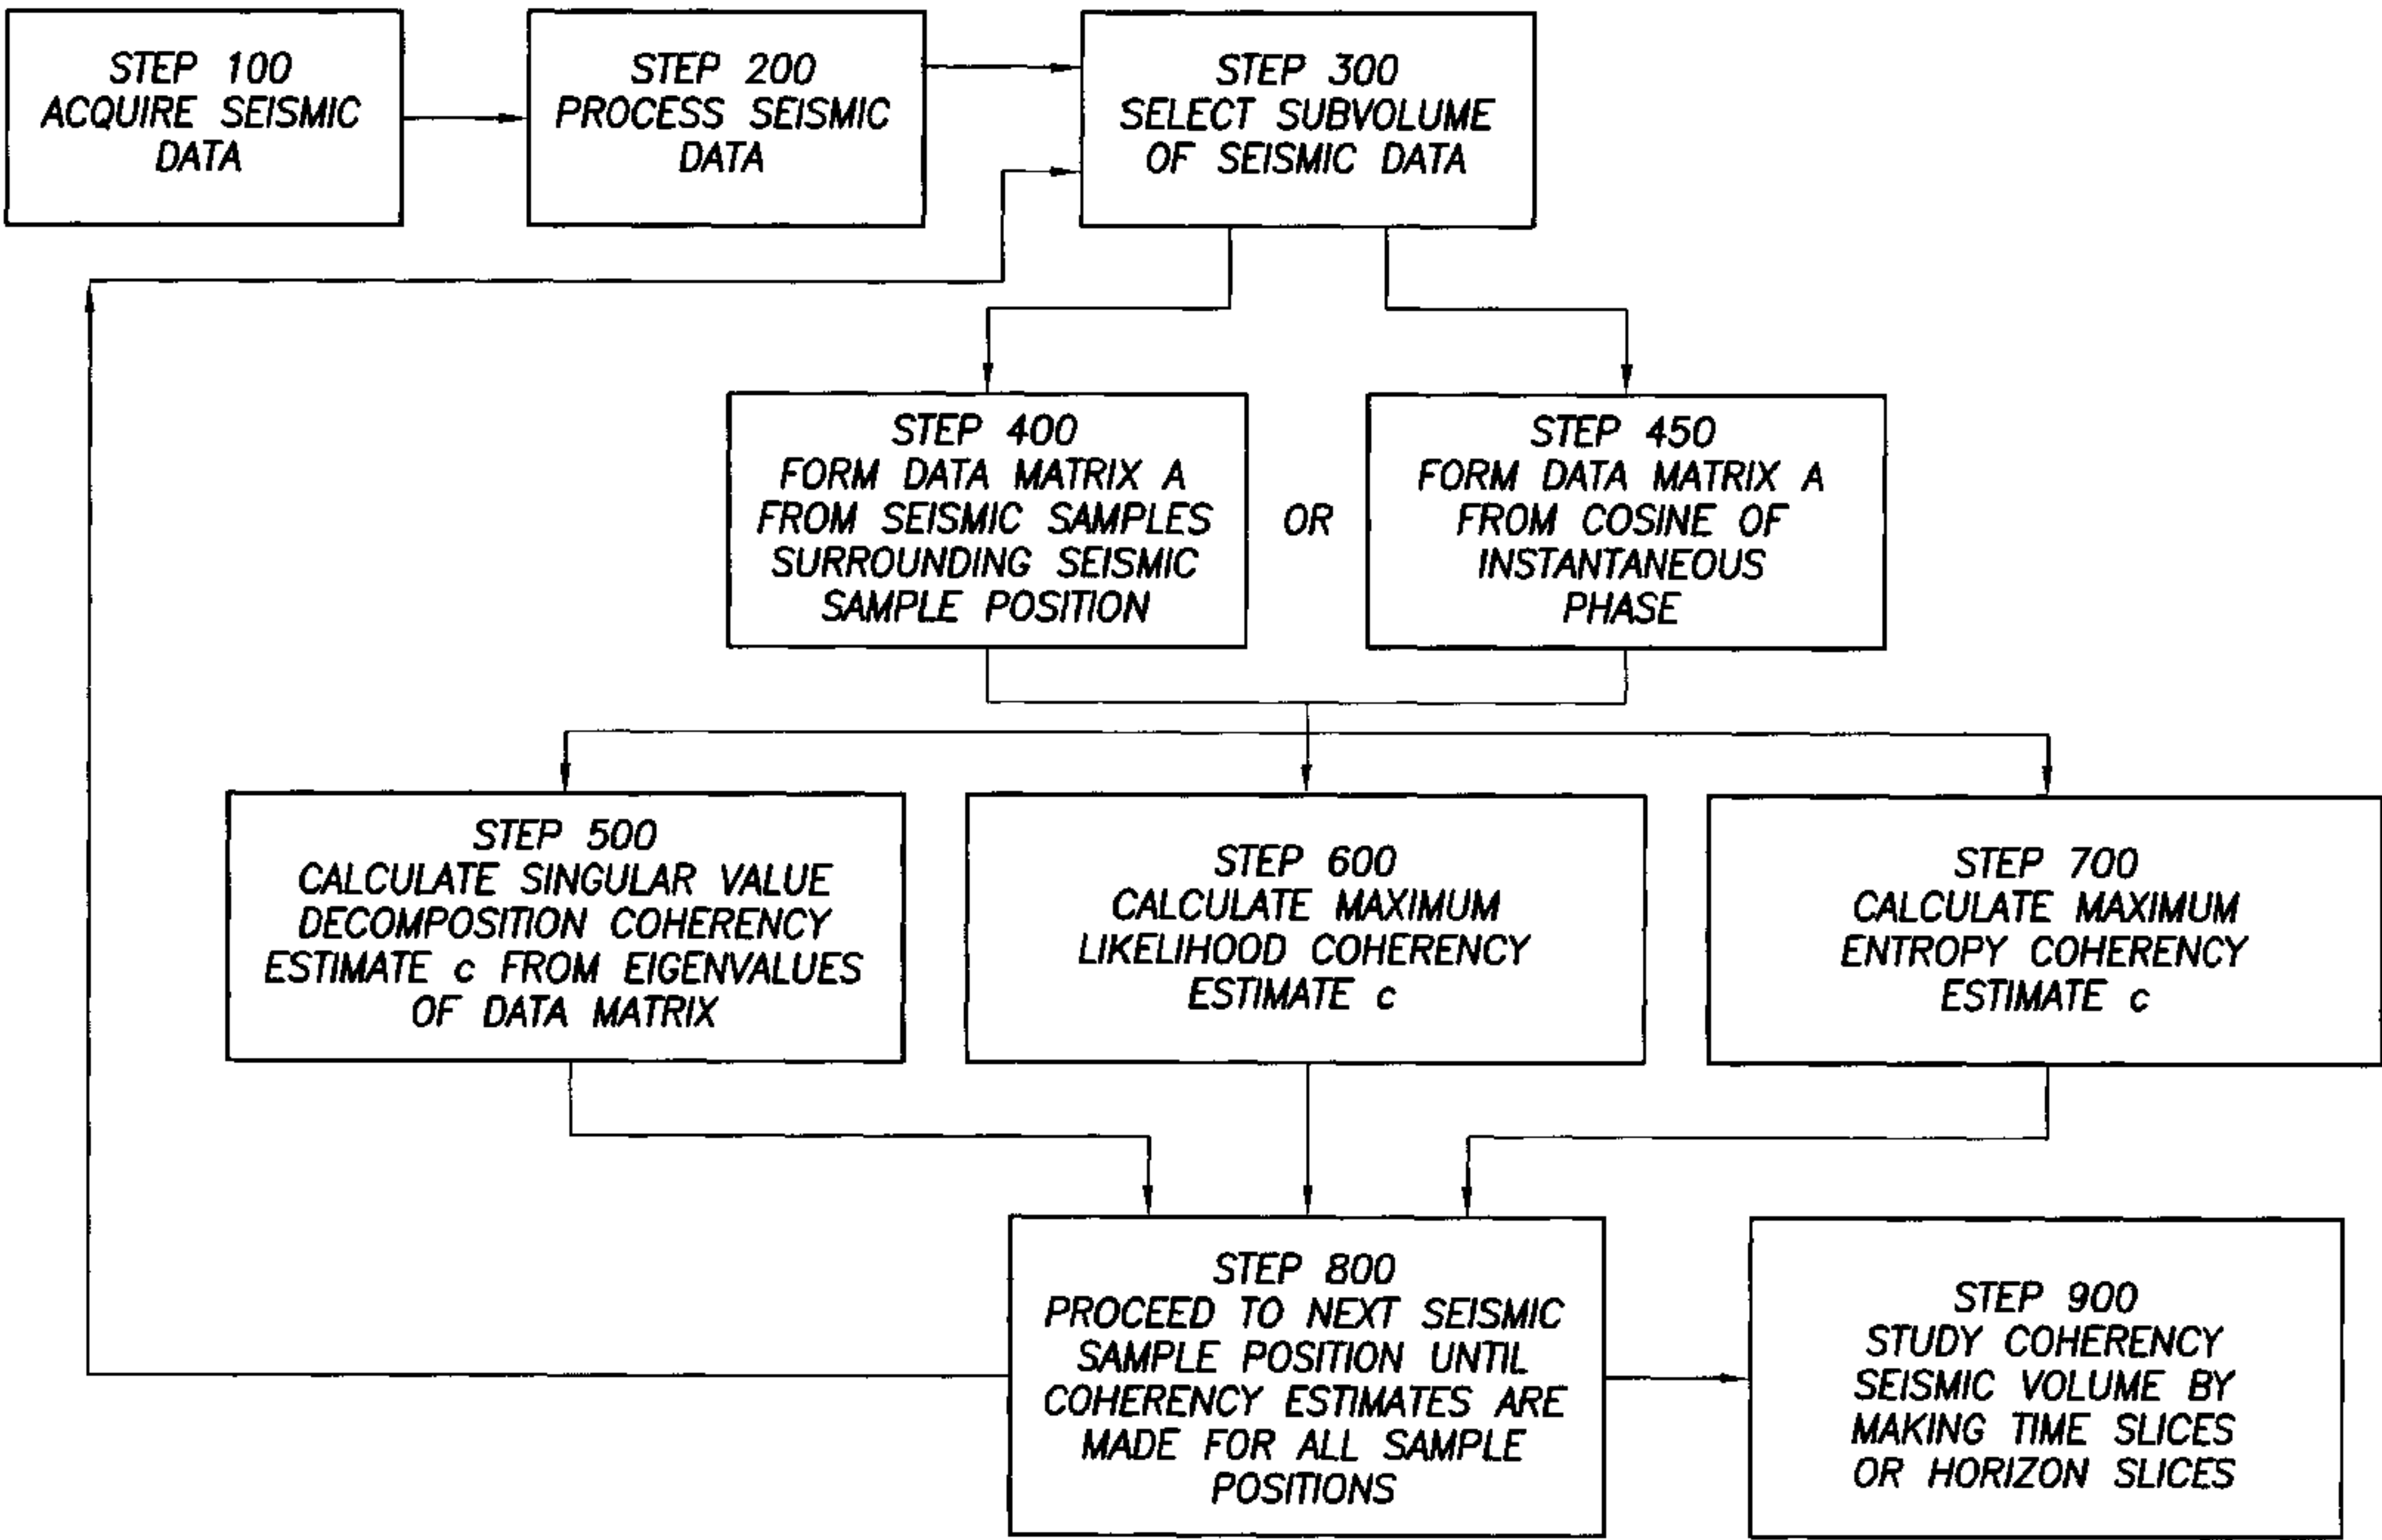 STEP 100
ACQUIRE SEISMIC
DATA
STEP 200
PROCESS SEISMIC
DATA
STEP 300
SELECT SUBVOLUME
OF SEISMIC DATA
STEP 400
FORM DATA MATRIX A
FROM SEISMIC SAMPLES
SURROUNDING SEISMIC
SAMPLE POSITION
OR
STEP 450
FORM DATA MATRIX A
FROM COSINE OF
INSTANTANEOUS
PHASE
STEP 500
CALCULATE SINGULAR VALUE
DECOMPOSITION COHERENCY
ESTIMATE c FROM EIGENVALUES
OF DATA MATRIX
STEP 600
CALCULATE MAXIMUM
LIKELIHOOD COHERENCY
ESTIMATE c
STEP 700
CALCULATE MAXIMUM
ENTROPY COHERENCY
ESTIMATE c
STEP 800
PROCEED TO NEXT SEISMIC
SAMPLE POSITION UNTIL
COHERENCY ESTIMATES ARE
MADE FOR ALL SAMPLE
POSITIONS
STEP 900
STUDY COHERENCY
SEISMIC VOLUME BY
MAKING TIME SLICES
OR HORIZON SLICES